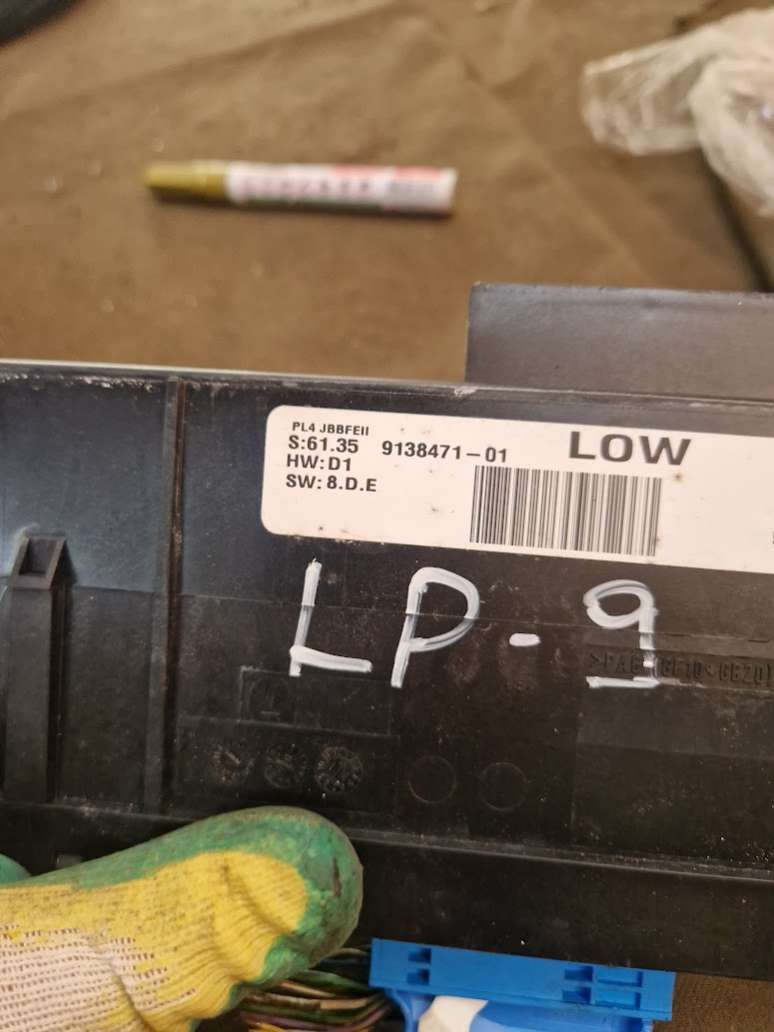 PL4 JBBFEII
S:61.35 9138471-01 LOW
HW:D1
SW: 8.D.E
LP-9